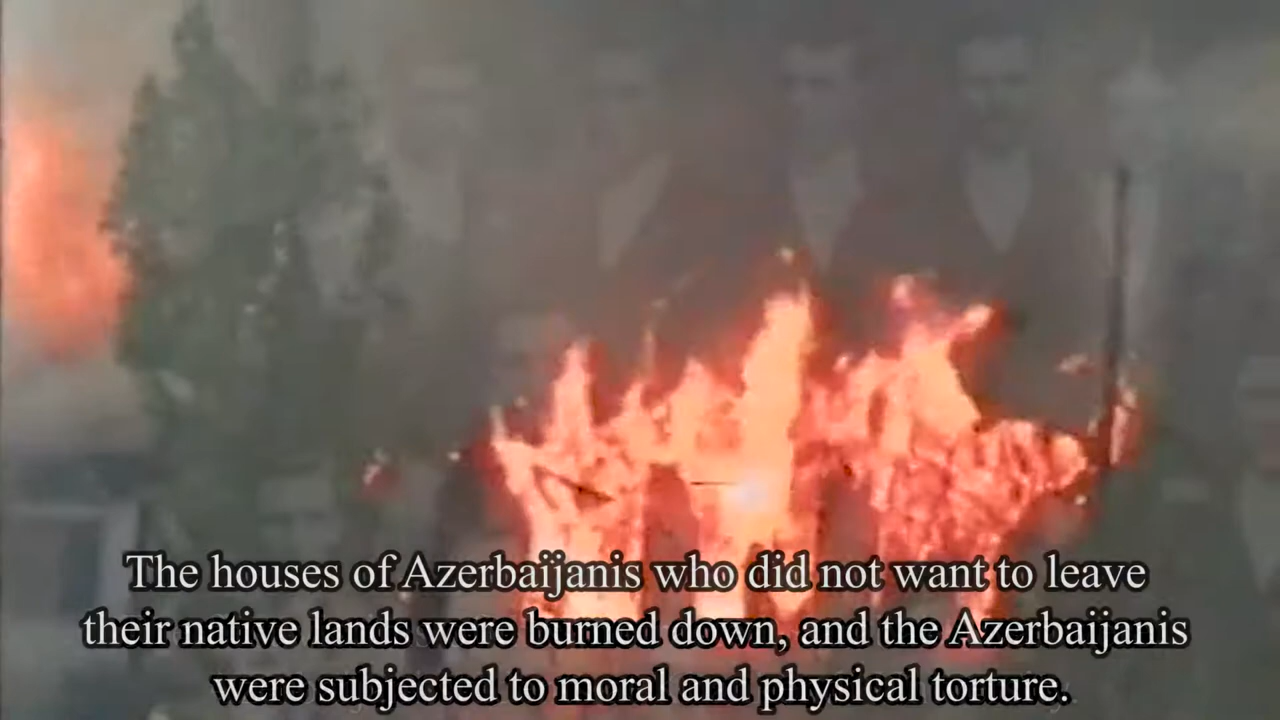 The houses of Azerbaijanis who did not want to leave
their native lands were burned down, and the Azerbaijanis
were subjected to moral and physical torture.